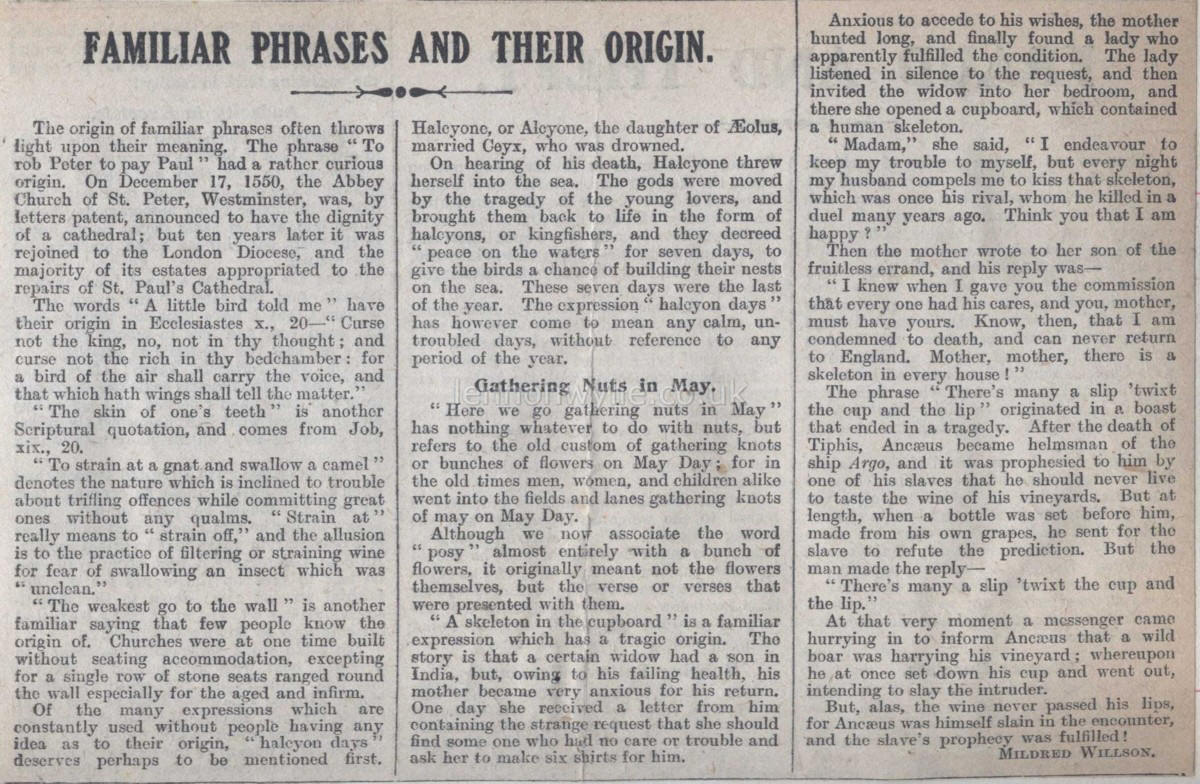 FAMILIAR PHRASES AND THEIR ORIGIN.
The origin of familiar phrases often throws
light upon their meaning. The phrase “ To
rob Peter to pay Paul ” had a rather curious
origin. On December 17, 1550, the Abbey
Church of St. Peter, Westminster, was, by
letters patent, announced to have the dignity
of a cathedral; but ten years later it was
rejoined to the London Diocese, and the
majority of its estates appropriated to the
repairs of St. Paul's Cathedral.
The words “ A little bird told me ” have
their origin in Ecclesiastes x., 20—“ Curse
not the king, no, not in thy thought ; and
curse not the rich in thy bedchamber : for
a bird of the air shall carry the voice, and
that which hath wings shall tell the matter.”
“ The skin of one's teeth ” is another
Scriptural quotation, and comes from Job,
xix., 20.
“ To strain at a gnat and swallow a camel ”
denotes the nature which is inclined to trouble
about trifling offences while committing great
ones without any qualms. “ Strain at ”
really means to “ strain off,” and the allusion
is to the practice of filtering or straining wine
for fear of swallowing an insect which was
“ unclean.”
“ The weakest go to the wall ” is another
familiar saying that few people know the
origin of. Churches were at one time built
without seating accommodation, excepting
for a single row of stone seats ranged round
the wall especially for the aged and infirm.
Of the many expressions which are
constantly used without people having any
idea as to their origin, “ halcyon days ”
deserves perhaps to be mentioned first.
Halcyone, or Alcyone, the daughter of Æolus,
married Ceyx, who was drowned.
On hearing of his death, Halcyone threw
herself into the sea. The gods were moved
by the tragedy of the young lovers, and
brought them back to life in the form of
halcyons, or kingfishers, and they decreed
“ peace on the waters ” for seven days, to
give the birds a chance of building their nests
on the sea. These seven days were the last
of the year. The expression “ halcyon days ”
has however come to mean any calm, un-
troubled days, without reference to any
period of the year.
Gathering Nuts in May.
lennonwylie.co.uk
“ Here we go gathering nuts in May ”
has nothing whatever to do with nuts, but
refers to the old custom of gathering knots
or bunches of flowers on May Day ; for in
the old times men, women, and children alike
went into the fields and lanes gathering knots
of may on May Day.
Although we now associate the word
“ posy ” almost entirely with a bunch of
flowers, it originally meant not the flowers
themselves, but the verse or verses that
were presented with them.
“ A skeleton in the cupboard ” is a familiar
expression which has a tragic origin. The
story is that a certain widow had a son in
India, but, owing to his failing health, his
mother became very anxious for his return.
One day she received a letter from him
containing the strange request that she should
find some one who had no care or trouble and
ask her to make six shirts for him.
Anxious to accede to his wishes, the mother
hunted long, and finally found a lady who
apparently fulfilled the condition. The lady
listened in silence to the request, and then
invited the widow into her bedroom, and
there she opened a cupboard, which contained
a human skeleton.
“ Madam,” she said, “ I endeavour to
keep my trouble to myself, but every night
my husband compels me to kiss that skeleton,
which was once his rival, whom he killed in a
duel many years ago. Think you that I am
happy ? ”
Then the mother wrote to her son of the
fruitless errand, and his reply was—
“ I knew when I gave you the commission
that every one had his cares, and you, mother,
must have yours. Know, then, that I am
condemned to death, and can never return
to England. Mother, mother, there is a
skeleton in every house ! ”
The phrase “ There's many a slip 'twixt
the cup and the lip ” originated in a boast
that ended in a tragedy. After the death of
Tiphis, Ancæus became helmsman of the
ship Argo, and it was prophesied to him by
one of his slaves that he should never live
to taste the wine of his vineyards. But at
length, when a bottle was set before him,
made from his own grapes, he sent for the
slave to refute the prediction. But the
man made the reply—
“ There's many a slip 'twixt the cup and
the lip.”
At that very moment a messenger came
hurrying in to inform Ancæus that a wild
boar was harrying his vineyard ; whereupon
he at once set down his cup and went out,
intending to slay the intruder.
But, alas, the wine never passed his lips,
for Ancæus was himself slain in the encounter,
and the slave's prophecy was fulfilled !
MILDRED WILLSON.